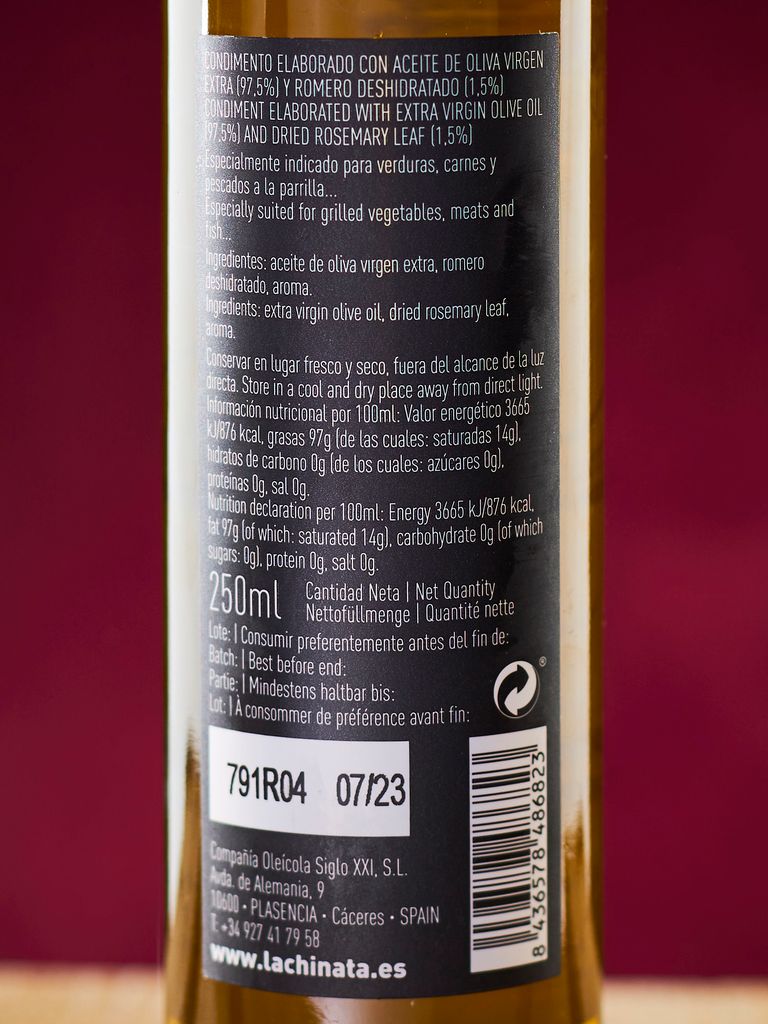 CONDIMENTO ELABORADO CON ACEITE DE OLIVA VIRGEN
EXTRA (97,5%) Y ROMERO DESHIDRATADO (1,5%)
CONDIMENT ELABORATED WITH EXTRA VIRGIN OLIVE OIL
(97,5%) AND DRIED ROSEMARY LEAF (1,5%)
Especialmente indicado para verduras, carnes y
pescados a la parrilla...
Especially suited for grilled vegetables, meats and
fish...
Ingredientes: aceite de oliva virgen extra, romero
deshidratado, aroma.
Ingredients: extra virgin olive oil, dried rosemary leaf,
aroma.
Conservar en lugar fresco y seco, fuera del alcance de la luz
directa. Store in a cool and dry place away from direct light.
Información nutricional por 100ml: Valor energético 3665
kJ/876 kcal, grasas 97g (de las cuales: saturadas 14g),
hidratos de carbono 0g (de los cuales: azúcares 0g),
proteínas 0g, sal 0g.
Nutrition declaration per 100ml: Energy 3665 kJ/876 kcal,
fat 97g (of which: saturated 14g), carbohydrate 0g (of which
sugars: 0g), protein 0g, salt 0g.
250ml Cantidad Neta | Net Quantity
Nettofüllmenge | Quantité nette
Lote: | Consumir preferentemente antes del fin de:
Batch: | Best before end:
Partie: | Mindestens haltbar bis:
Lot: | À consommer de préférence avant fin:
®
791R04 07/23
8 436578 486823
Compañía Oleícola Siglo XXI, S.L.
Avda. de Alemania, 9
10600 • PLASENCIA • Cáceres • SPAIN
T. +34 927 41 79 58
www.lachinata.es